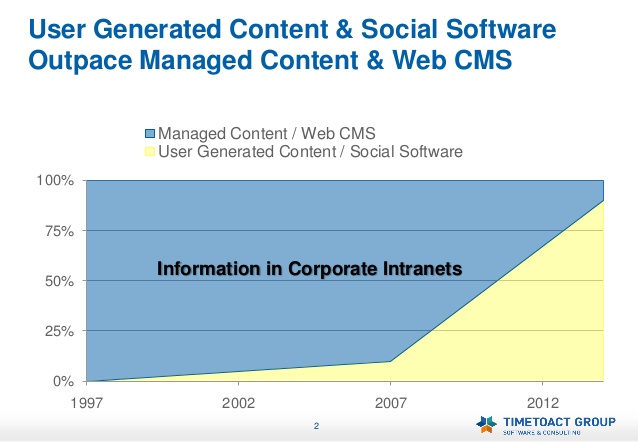 User Generated Content & Social Software
Outpace Managed Content & Web CMS
Managed Content / Web CMS
User Generated Content / Social Software
100%
75%
50%
25%
0%
Information in Corporate Intranets
1997 2002 2007 2012
2
TIMETOACT GROUP
SOFTWARE & CONSULTING